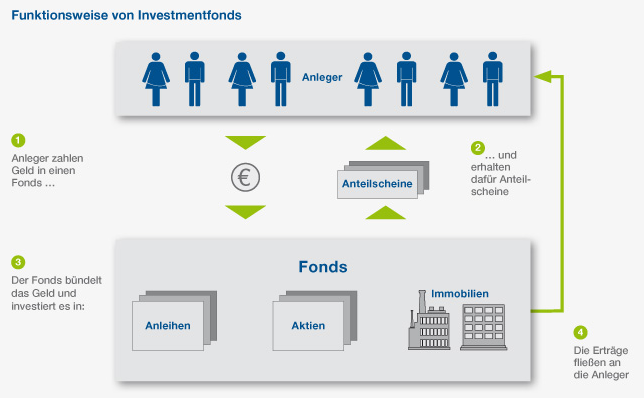 Funktionsweise von Investmentfonds
Anleger
1
Anleger zahlen
Geld in einen
Fonds ...
€
Anteilscheine
2
... und
erhalten
dafür Anteil-
scheine
3
Der Fonds bündelt
das Geld und
investiert es in:
Fonds
Anleihen
Aktien
Immobilien
4
Die Erträge
fließen an
die Anleger